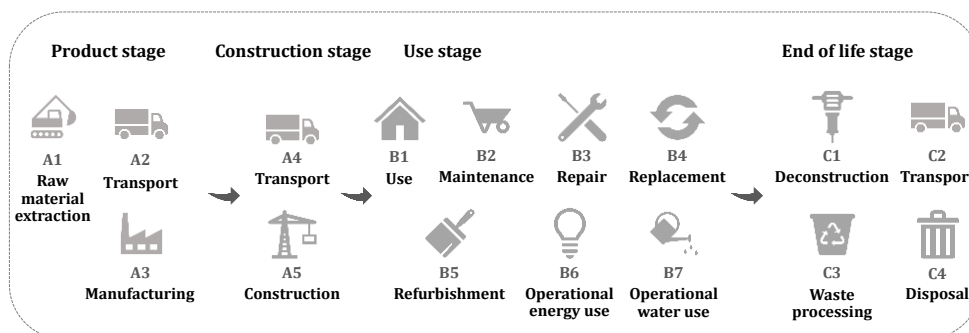 Product stage
Construction stage
Use stage
End of life stage
A1
Raw
material
extraction
A2
Transport
A3
Manufacturing
A4
Transport
A5
Construction
B1
Use
B2
Maintenance
B3
Repair
B4
Replacement
B5
Refurbishment
B6
Operational
energy use
B7
Operational
water use
C1
Deconstruction
C2
Transport
C3
Waste
processing
C4
Disposal